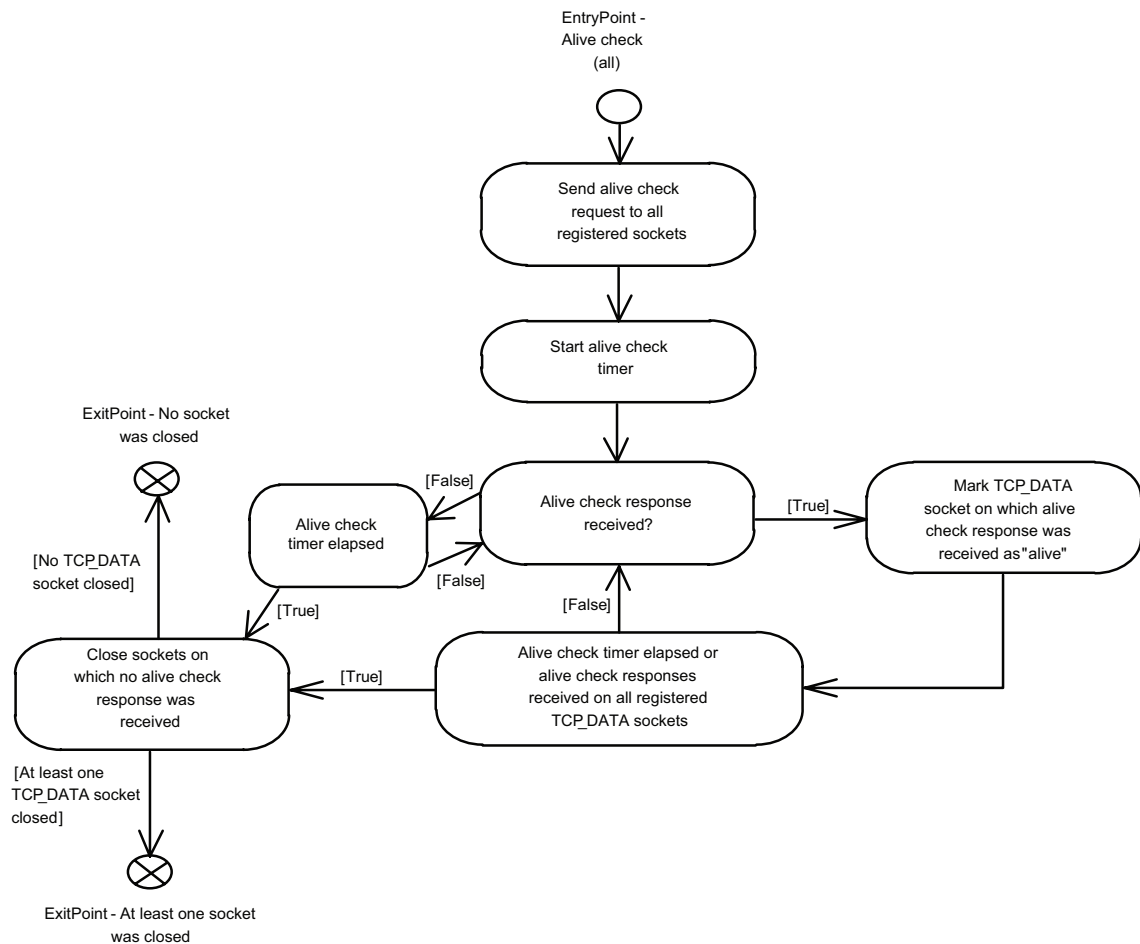 EntryPoint -
Alive check
(all)
Send alive check
request to all
registered sockets
Start alive check
timer
ExitPoint - No socket
was closed
[False]
Alive check response
received?
[True]
Mark TCP_DATA
socket on which alive
check response was
received as "alive"
Alive check
timer elapsed
[No TCP_DATA
socket closed]
[False]
[True]
[False]
Close sockets on
which no alive check
response was
received
[True]
Alive check timer elapsed or
alive check responses
received on all registered
TCP_DATA sockets
[At least one
TCP_DATA socket
closed]
ExitPoint - At least one socket
was closed